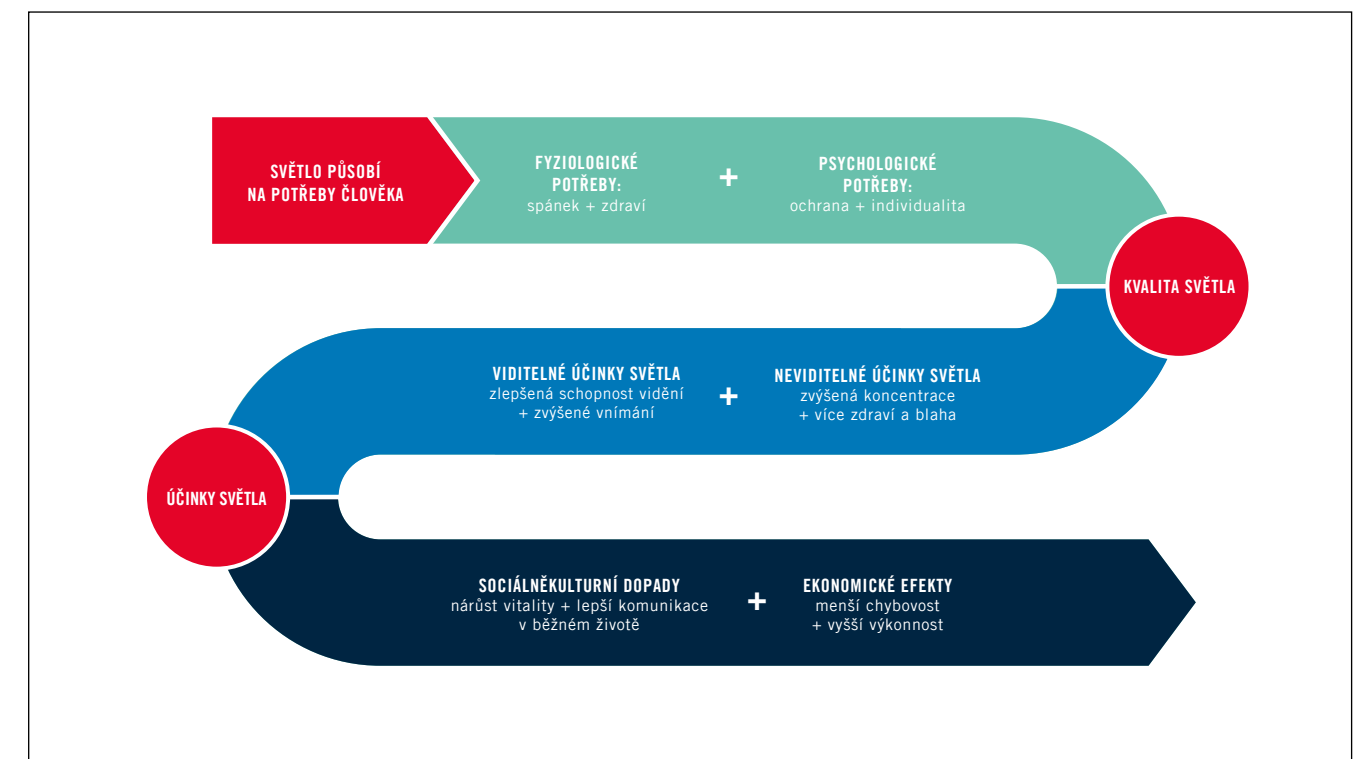 SVĚTLO PŮSOBÍ
NA POTŘEBY ČLOVĚKA
FYZIOLOGICKÉ
POTŘEBY:
spánek + zdraví
+
PSYCHOLOGICKÉ
POTŘEBY:
ochrana + individualita
KVALITA SVĚTLA
VIDITELNÉ ÚČINKY SVĚTLA
zlepšená schopnost vidění
+ zvýšené vnímání
+
NEVIDITELNÉ ÚČINKY SVĚTLA
zvýšená koncentrace
+ více zdraví a blaha
ÚČINKY SVĚTLA
SOCIÁLNĚKULTURNÍ DOPADY
nárůst vitality + lepší komunikace
v běžném životě
+
EKONOMICKÉ EFEKTY
menší chybovost
+ vyšší výkonnost